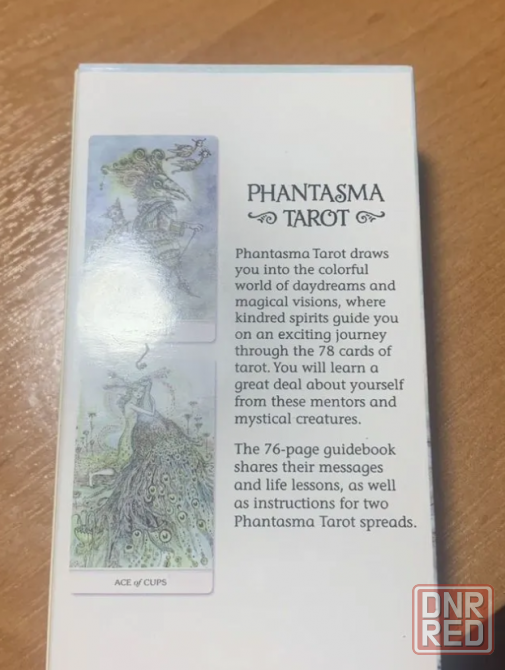 PHANTASMA
TAROT
Phantasma Tarot draws
you into the colorful
world of daydreams and
magical visions, where
kindred spirits guide you
on an exciting journey
through the 78 cards of
tarot. You will learn a
great deal about yourself
from these mentors and
mystical creatures.
The 76-page guidebook
shares their messages
and life lessons, as well
as instructions for two
Phantasma Tarot spreads.
ACE of CUPS
DNR
RED